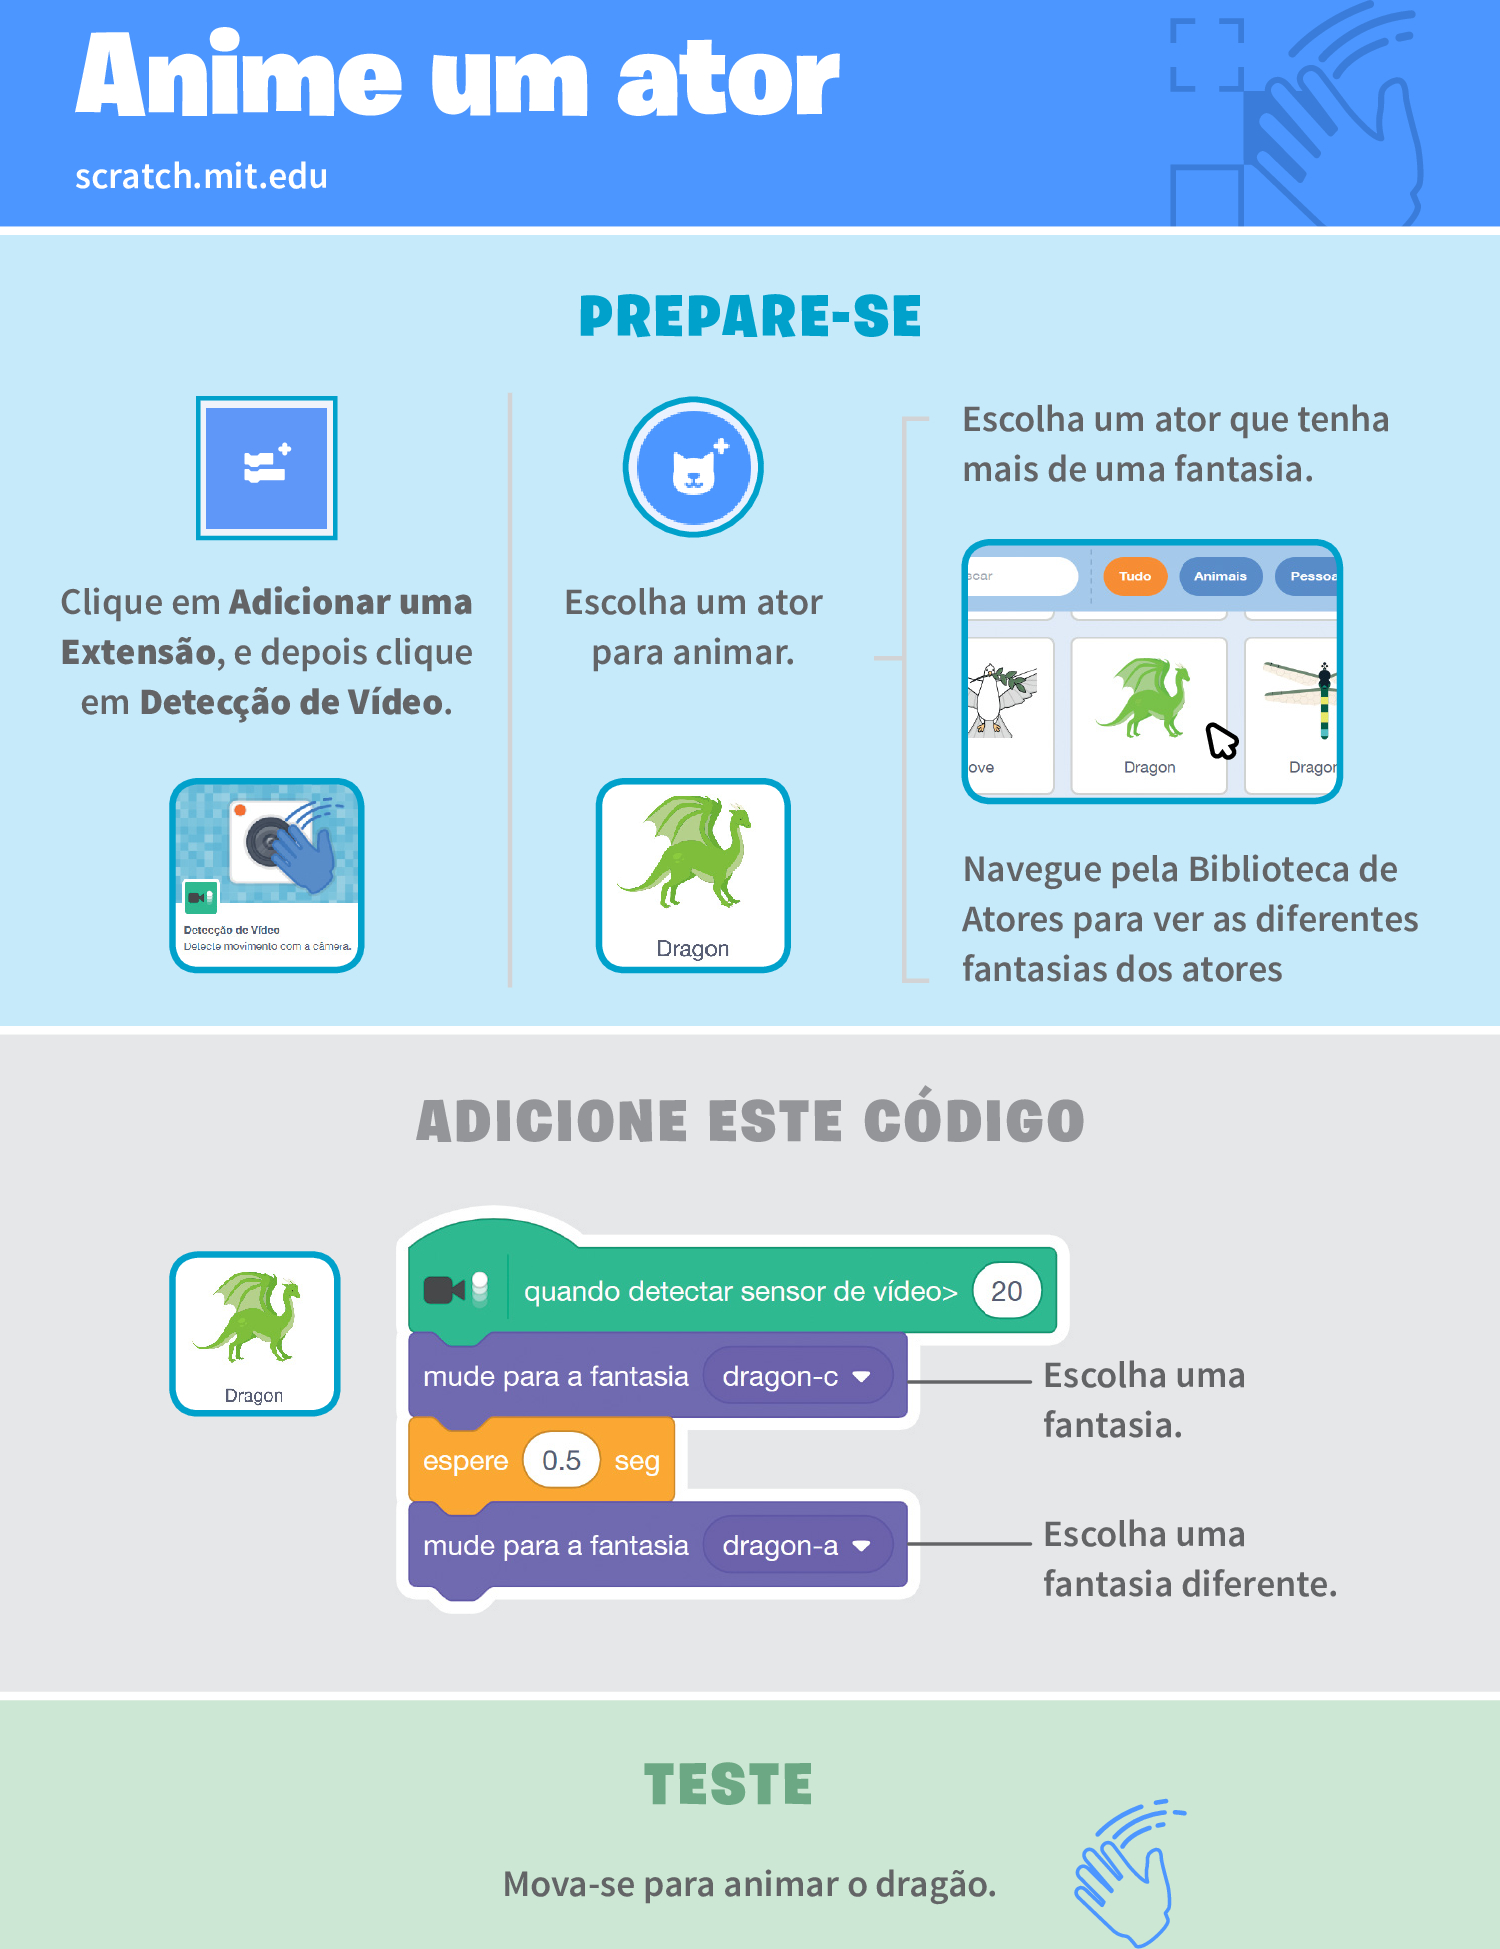 Anime um ator
scratch.mit.edu
PREPARE-SE
Clique em Adicionar uma
Extensão, e depois clique
em Detecção de Vídeo.
Detecção de Vídeo
Detecte movimento com a câmera.
Escolha um ator
para animar.
Dragon
Escolha um ator que tenha
mais de uma fantasia.
scar
Tudo
Animais
Pessoa
ove
Dragon
Dragon
Navegue pela Biblioteca de
Atores para ver as diferentes
fantasias dos atores
ADICIONE ESTE CÓDIGO
Dragon
quando detectar sensor de vídeo> 20
mude para a fantasia dragon-c
Escolha uma
fantasia.
espere 0.5 seg
mude para a fantasia dragon-a
Escolha uma
fantasia diferente.
TESTE
Mova-se para animar o dragão.